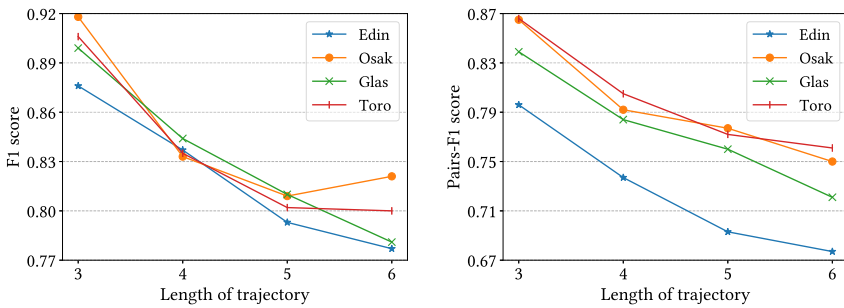 0.92
0.89
0.86
0.83
0.80
0.77
F1 score
3 4 5 6
Length of trajectory
Edin
Osak
Glas
Toro
0.87
0.83
0.79
0.75
0.71
0.67
Pairs-F1 score
3 4 5 6
Length of trajectory
Edin
Osak
Glas
Toro